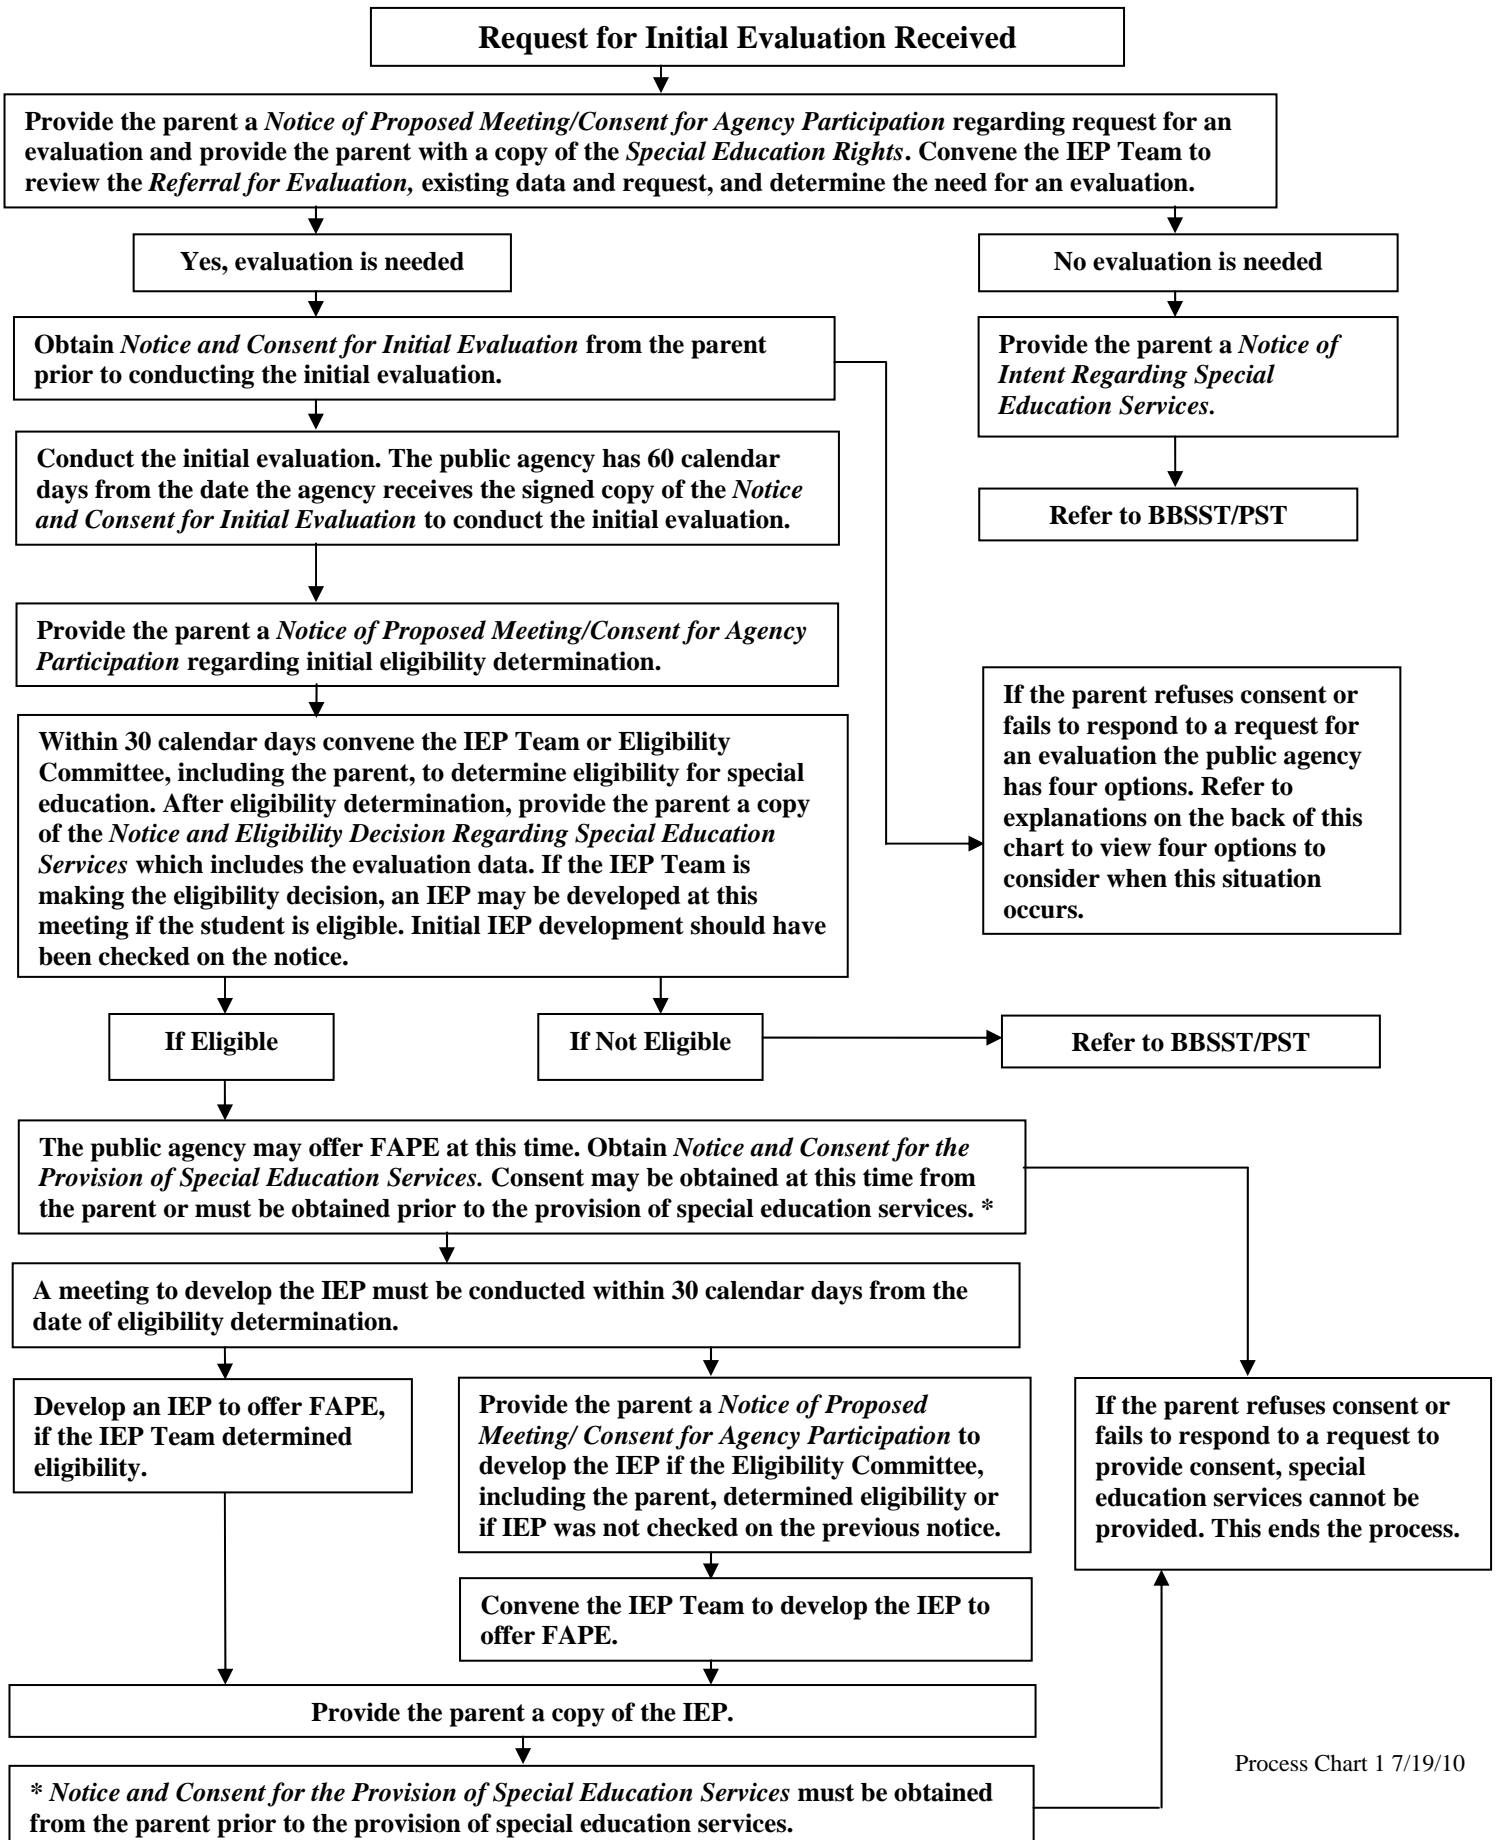 Request for Initial Evaluation Received
Provide the parent a Notice of Proposed Meeting/Consent for Agency Participation regarding request for an
evaluation and provide the parent with a copy of the Special Education Rights. Convene the IEP Team to
review the Referral for Evaluation, existing data and request, and determine the need for an evaluation.
Yes, evaluation is needed
No evaluation is needed
Obtain Notice and Consent for Initial Evaluation from the parent
prior to conducting the initial evaluation.
Provide the parent a Notice of
Intent Regarding Special
Education Services.
Conduct the initial evaluation. The public agency has 60 calendar
days from the date the agency receives the signed copy of the Notice
and Consent for Initial Evaluation to conduct the initial evaluation.
Refer to BBSST/PST
Provide the parent a Notice of Proposed Meeting/Consent for Agency
Participation regarding initial eligibility determination.
If the parent refuses consent or
fails to respond to a request for
an evaluation the public agency
has four options. Refer to
explanations on the back of this
chart to view four options to
consider when this situation
occurs.
Within 30 calendar days convene the IEP Team or Eligibility
Committee, including the parent, to determine eligibility for special
education. After eligibility determination, provide the parent a copy
of the Notice and Eligibility Decision Regarding Special Education
Services which includes the evaluation data. If the IEP Team is
making the eligibility decision, an IEP may be developed at this
meeting if the student is eligible. Initial IEP development should have
been checked on the notice.
If Eligible
If Not Eligible
Refer to BBSST/PST
The public agency may offer FAPE at this time. Obtain Notice and Consent for the
Provision of Special Education Services. Consent may be obtained at this time from
the parent or must be obtained prior to the provision of special education services. *
A meeting to develop the IEP must be conducted within 30 calendar days from the
date of eligibility determination.
Develop an IEP to offer FAPE,
if the IEP Team determined
eligibility.
Provide the parent a Notice of Proposed
Meeting/ Consent for Agency Participation to
develop the IEP if the Eligibility Committee,
including the parent, determined eligibility or
if IEP was not checked on the previous notice.
If the parent refuses consent or
fails to respond to a request to
provide consent, special
education services cannot be
provided. This ends the process.
Convene the IEP Team to develop the IEP to
offer FAPE.
Provide the parent a copy of the IEP.
* Notice and Consent for the Provision of Special Education Services must be obtained
from the parent prior to the provision of special education services.
Process Chart 1 7/19/10